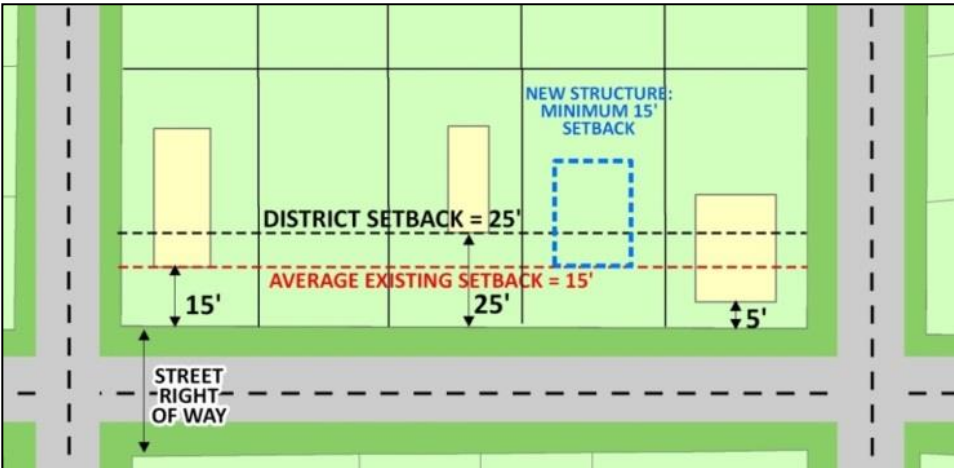 NEW STRUCTURE:
MINIMUM 15'
SETBACK
DISTRICT SETBACK = 25'
AVERAGE EXISTING SETBACK = 15'
15'
25'
5'
STREET
RIGHT
OF WAY